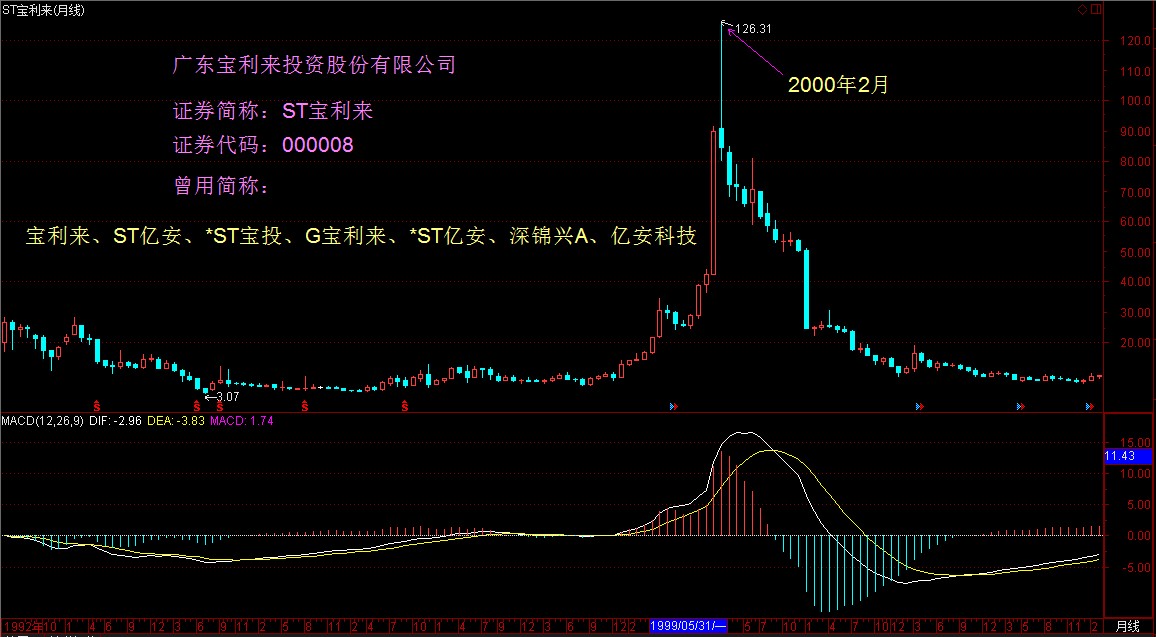 ST宝利来(月线)
126.31
120.0
广东宝利来投资股份有限公司
110.0
2000年2月
证券简称：ST宝利来
100.0
证券代码：000008
90.00
80.00
曾用简称：
70.00
宝利来、ST亿安、*ST宝投、G宝利来、*ST亿安、深锦兴A、亿安科技
60.00
50.00
40.00
30.00
20.00
3.07
S S S S S
MACD(12,26,9) DIF: -2.96 DEA: -3.83 MACD: 1.74
15.00
11.43
10.00
5.00
0.00
-5.00
1992年10 1 4 6 9 12 3 6 9 11 2 5 8 11 2 4 7 10 1 4 7 9 12 3 6 9 12 2 1999/05/31/一 5 7 10 1 4 7 10 12 3 6 9 11 12 3 5 8 11 2 月线